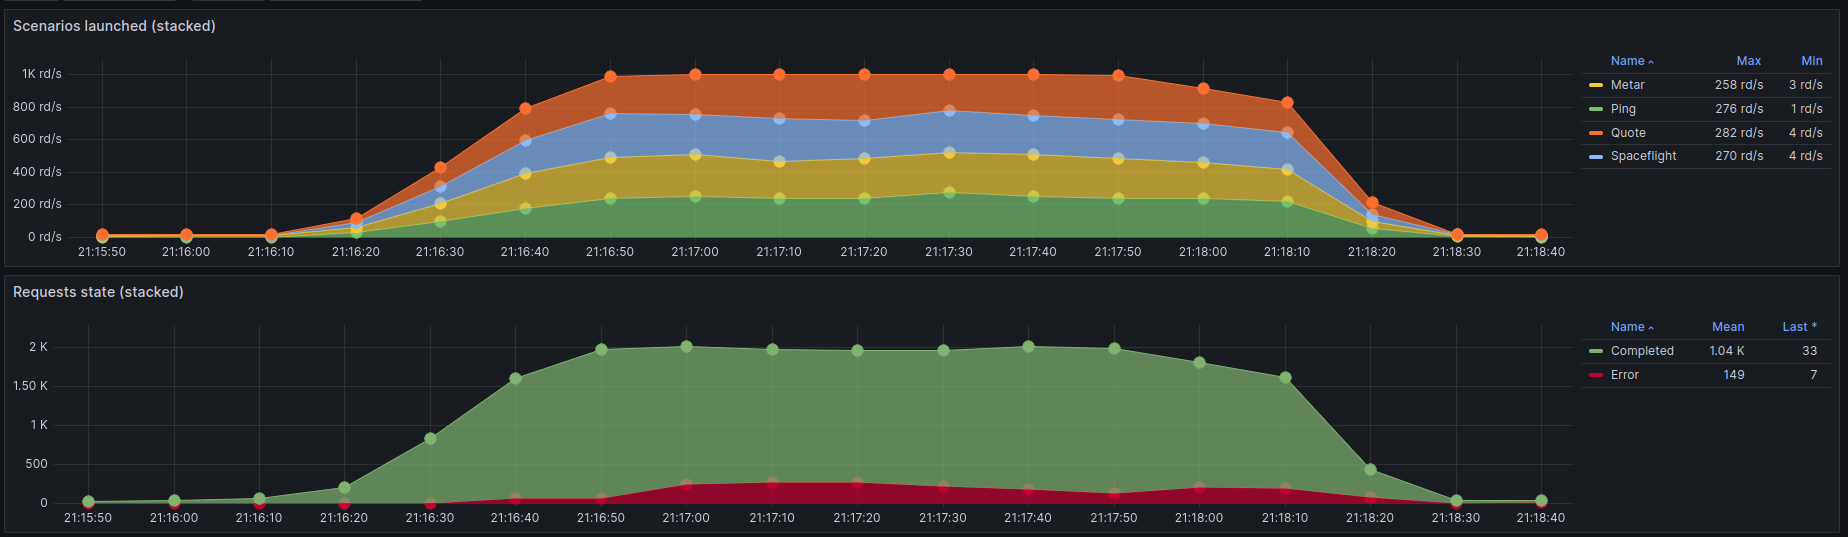 Scenarios launched (stacked)
1K rd/s
800 rd/s
600 rd/s
400 rd/s
200 rd/s
0 rd/s
21:15:50 21:16:00 21:16:10 21:16:20 21:16:30 21:16:40 21:16:50 21:17:00 21:17:10 21:17:20 21:17:30 21:17:40 21:17:50 21:18:00 21:18:10 21:18:20 21:18:30 21:18:40
Name Max Min
Metar 258 rd/s 3 rd/s
Ping 276 rd/s 1 rd/s
Quote 282 rd/s 4 rd/s
Spaceflight 270 rd/s 4 rd/s
Requests state (stacked)
2 K
1.50 K
1 K
500
0
21:15:50 21:16:00 21:16:10 21:16:20 21:16:30 21:16:40 21:16:50 21:17:00 21:17:10 21:17:20 21:17:30 21:17:40 21:17:50 21:18:00 21:18:10 21:18:20 21:18:30 21:18:40
Name Mean Last *
Completed 1.04 K 33
Error 149 7